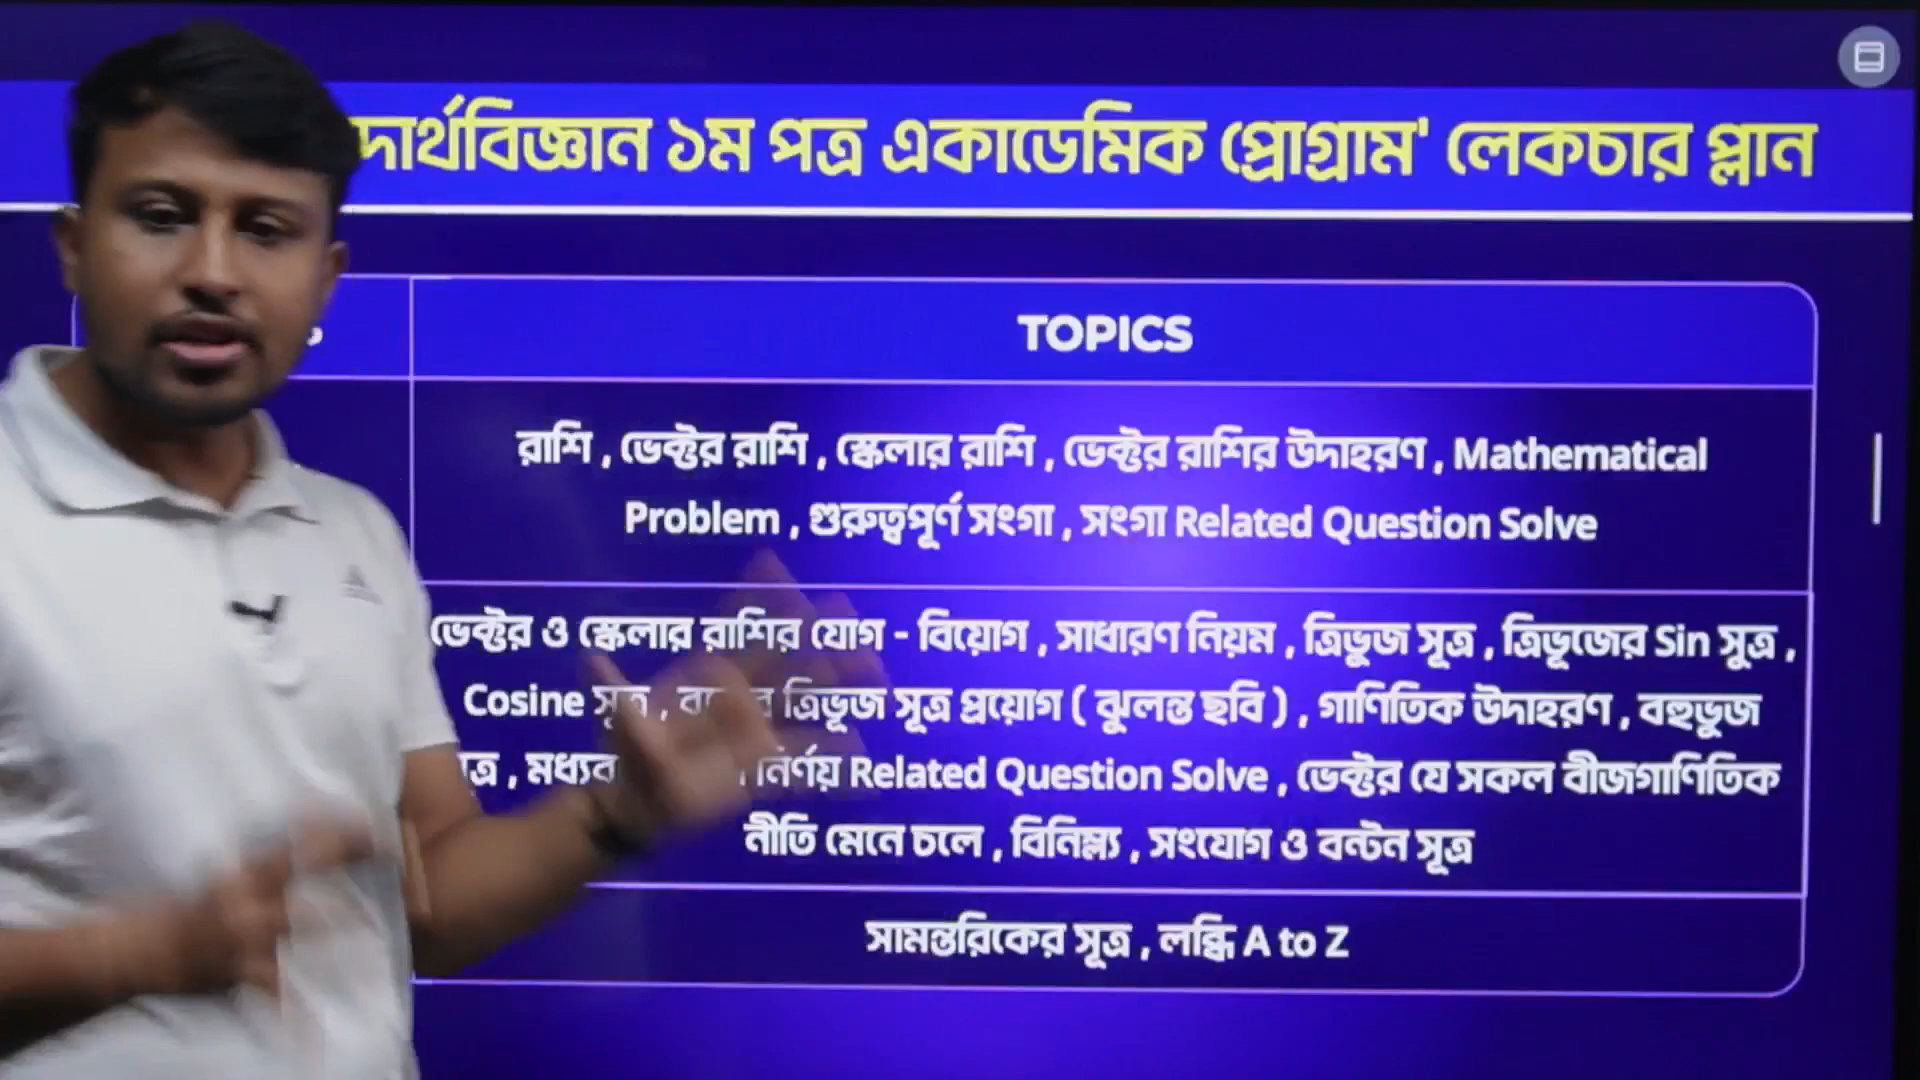 ১ম পত্র একাডেমিক প্রোগ্রাম' লেকচার প্লান
TOPICS
রাশি , ভেক্টর রাশি , স্কেলার রাশি , ভেক্টর রাশির উদাহরণ , Mathematical
Problem , গুরুত্বপূর্ণ সংগা , সংগা Related Question Solve
ভেক্টর ও স্কেলার রাশির যোগ - বিয়োগ , সাধারণ নিয়ম , ত্রিভুজ সূত্র , ত্রিভূজের Sin সুত্র ,
Cosine সূত্র , ত্রিভূজ সূত্র প্রয়োগ ( ঝুলন্ত ছবি ) , গাণিতিক উদাহরণ , বহুভুজ
নির্ণয় Related Question Solve , ভেক্টর যে সকল বীজগাণিতিক
নীতি মেনে চলে , বিনিময় , সংযোগ ও বন্টন সূত্র
সামন্তরিকের সূত্র , লব্ধি A to Z